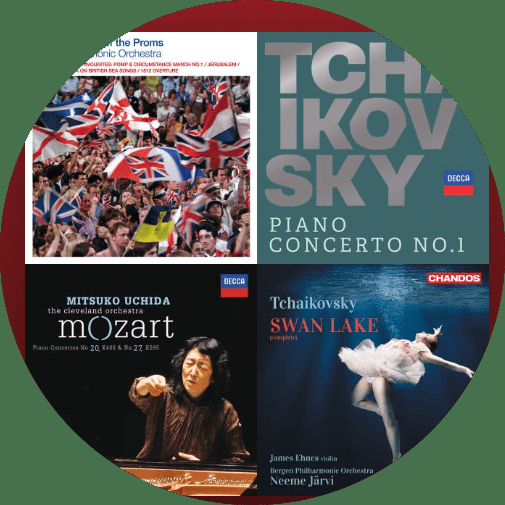 the Proms
onic Orchestra
FAVOURITES: POMP & CIRCUMSTANCE MARCH NO.1 / JERUSALEM /
ON BRITISH SEA SONGS / 1812 OVERTURE
TCHA
IKOV
SKY
DECCA
PIANO
CONCERTO NO.1
DECCA
MITSUKO UCHIDA
the cleveland orchestra
mozart
Piano Concertos No.20, K466 & No.27, K595
CHANDOS
Tchaikovsky
SWAN LAKE
(complete)
James Ehnes violin
Bergen Philharmonic Orchestra
Neeme Järvi